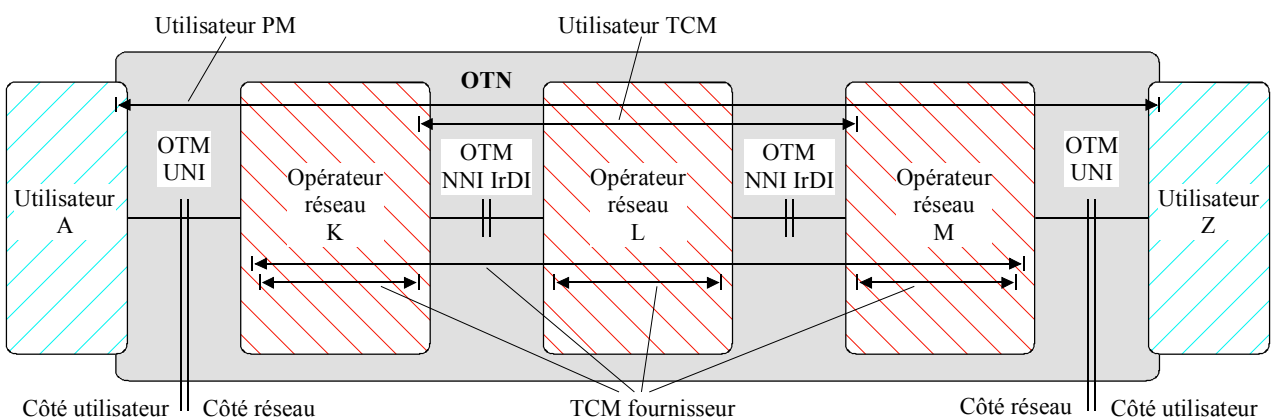 Utilisateur PM
Utilisateur TCM
OTN
OTM
UNI
OTM
NNI IrDI
OTM
NNI IrDI
OTM
UNI
Utilisateur
A
Opérateur
réseau
K
Opérateur
réseau
L
Opérateur
réseau
M
Utilisateur
Z
Côté utilisateur
Côté réseau
TCM fournisseur
Côté réseau
Côté utilisateur